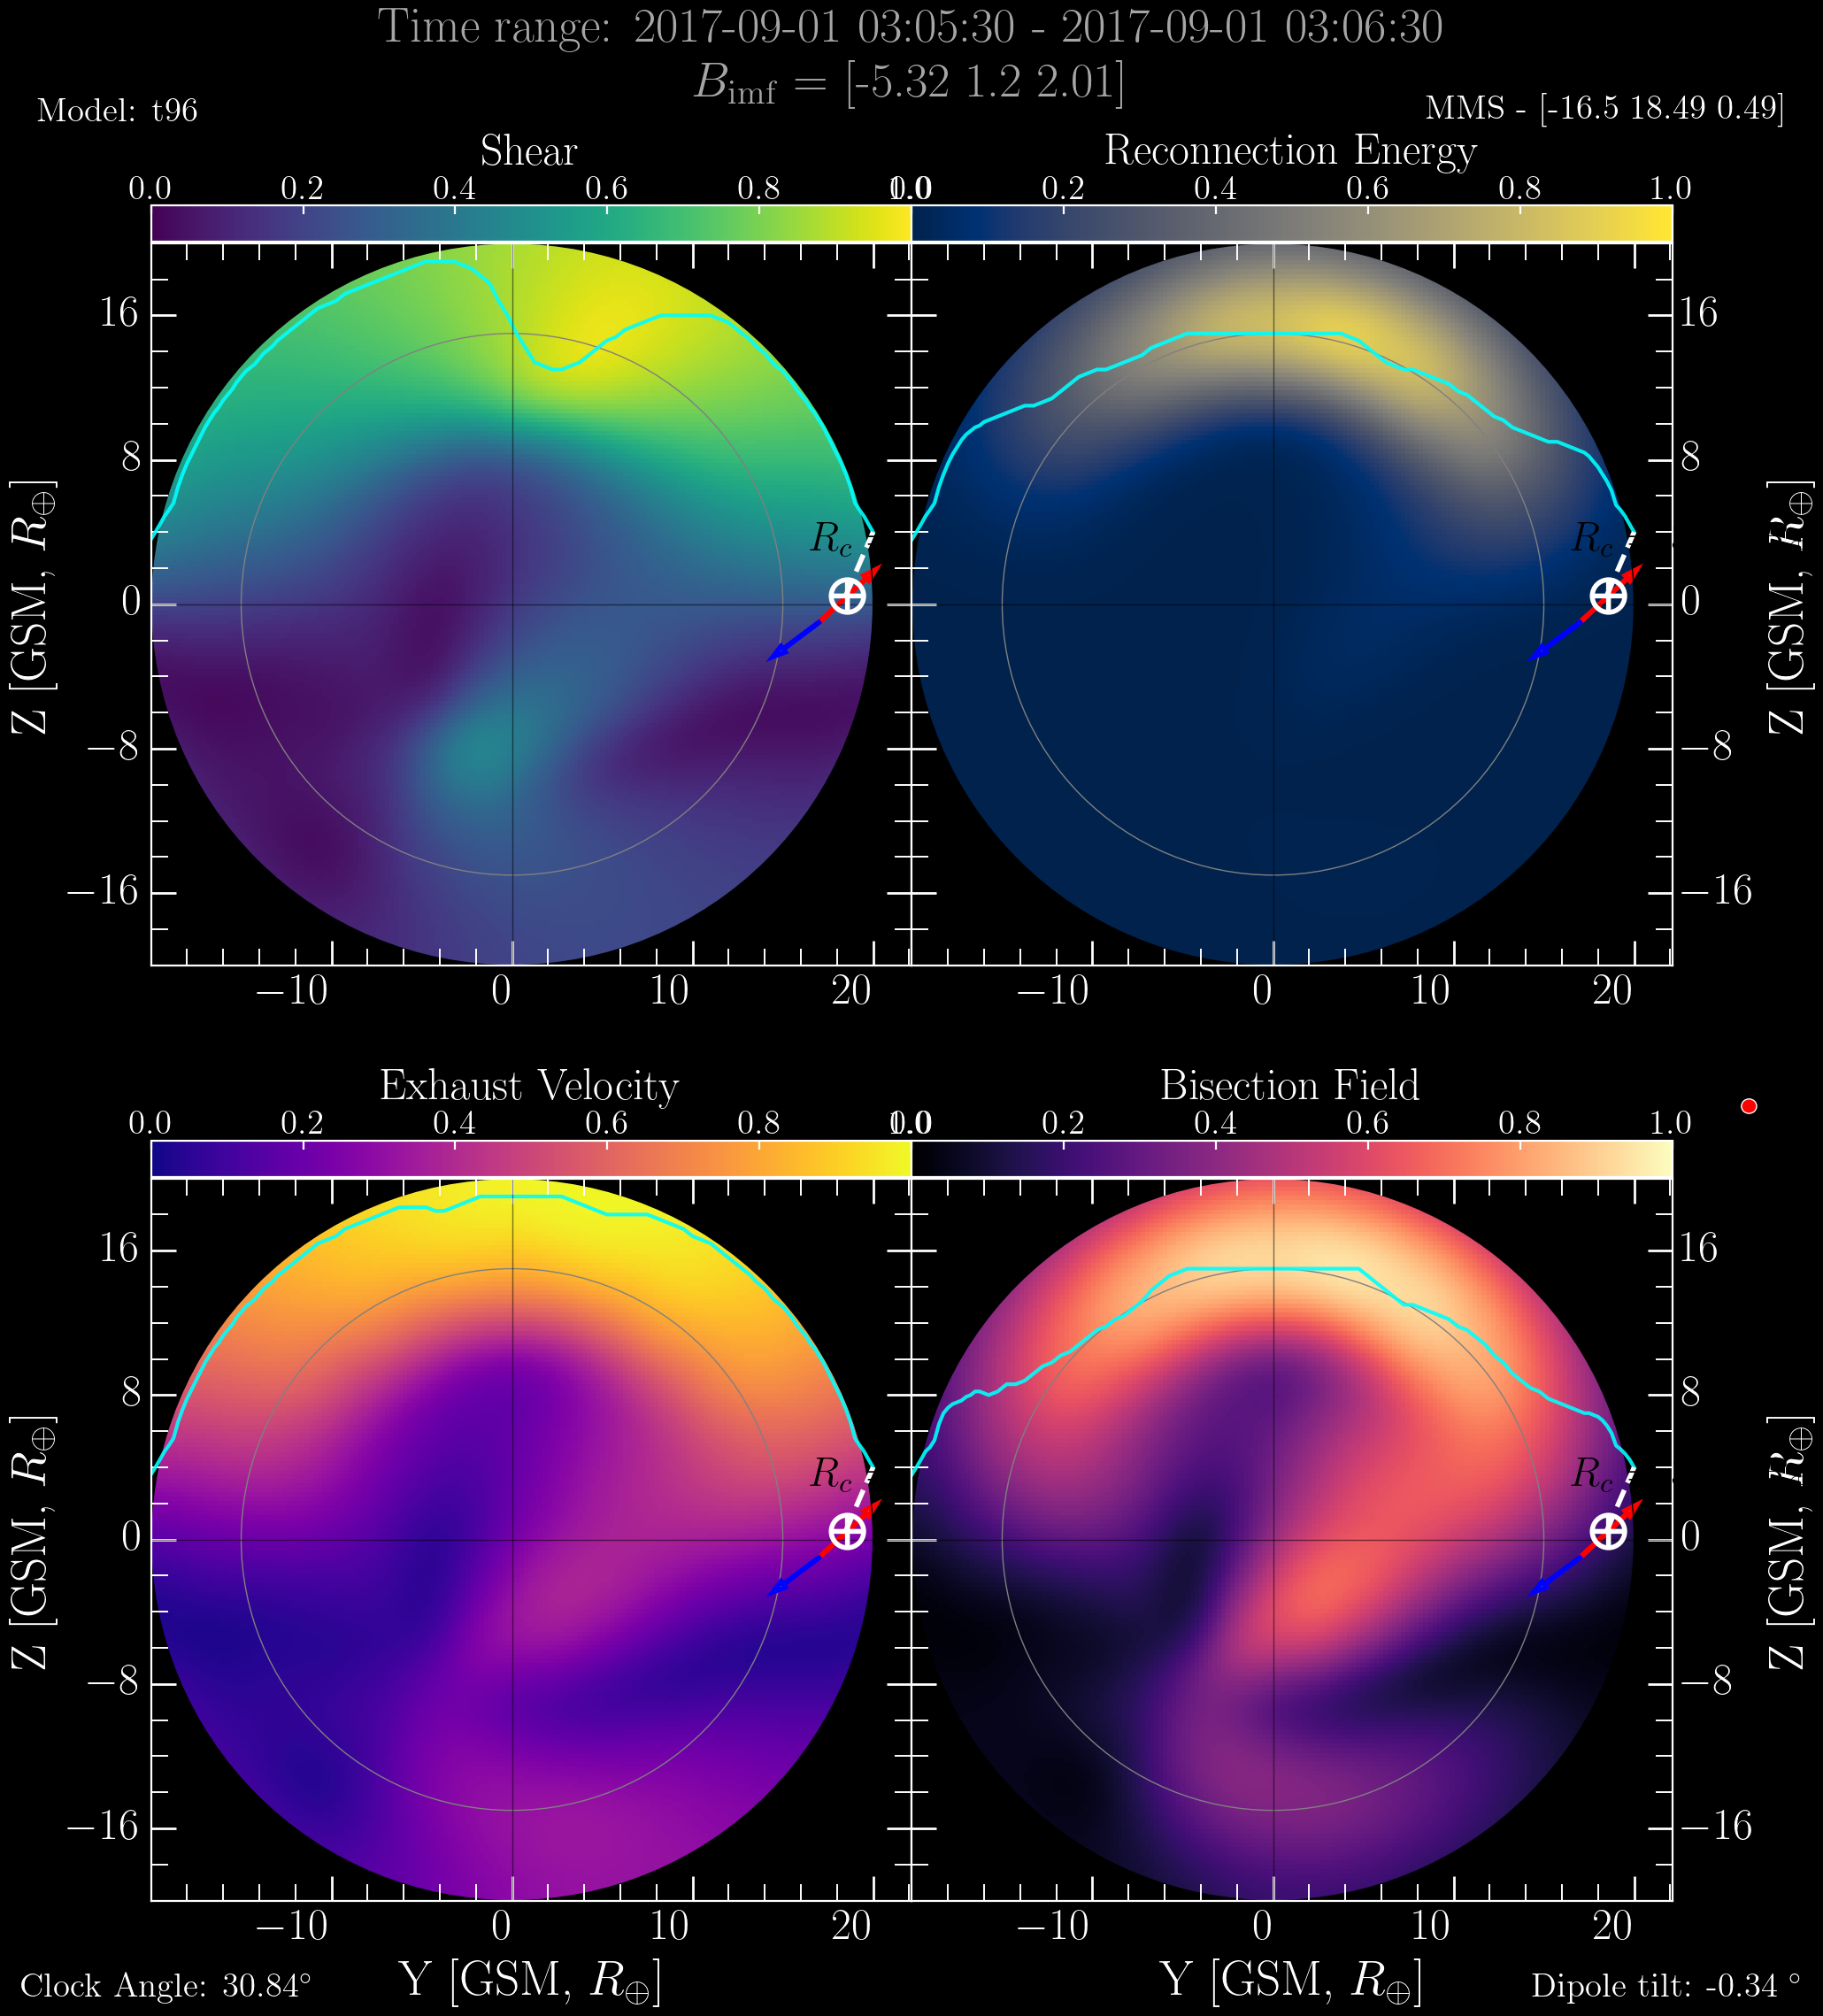 Time range: 2017-09-01 03:05:30 - 2017-09-01 03:06:30
B_imf = [-5.32 1.2 2.01]
Model: t96
MMS - [-16.5 18.49 0.49]
Shear
Reconnection Energy
0.0 0.2 0.4 0.6 0.8 1.0
0.0 0.2 0.4 0.6 0.8 1.0
16 8 0 −8 −16
Z [GSM, R⊕]
R_c
R_c
16 8 0 −8 −16
Z [GSM, R⊕]
−10 0 10 20
−10 0 10 20
Exhaust Velocity
Bisection Field
0.0 0.2 0.4 0.6 0.8 1.0
0.0 0.2 0.4 0.6 0.8 1.0
16 8 0 −8 −16
Z [GSM, R⊕]
R_c
R_c
16 8 0 −8 −16
Z [GSM, R⊕]
−10 0 10 20
−10 0 10 20
Y [GSM, R⊕]
Y [GSM, R⊕]
Clock Angle: 30.84°
Dipole tilt: -0.34 °